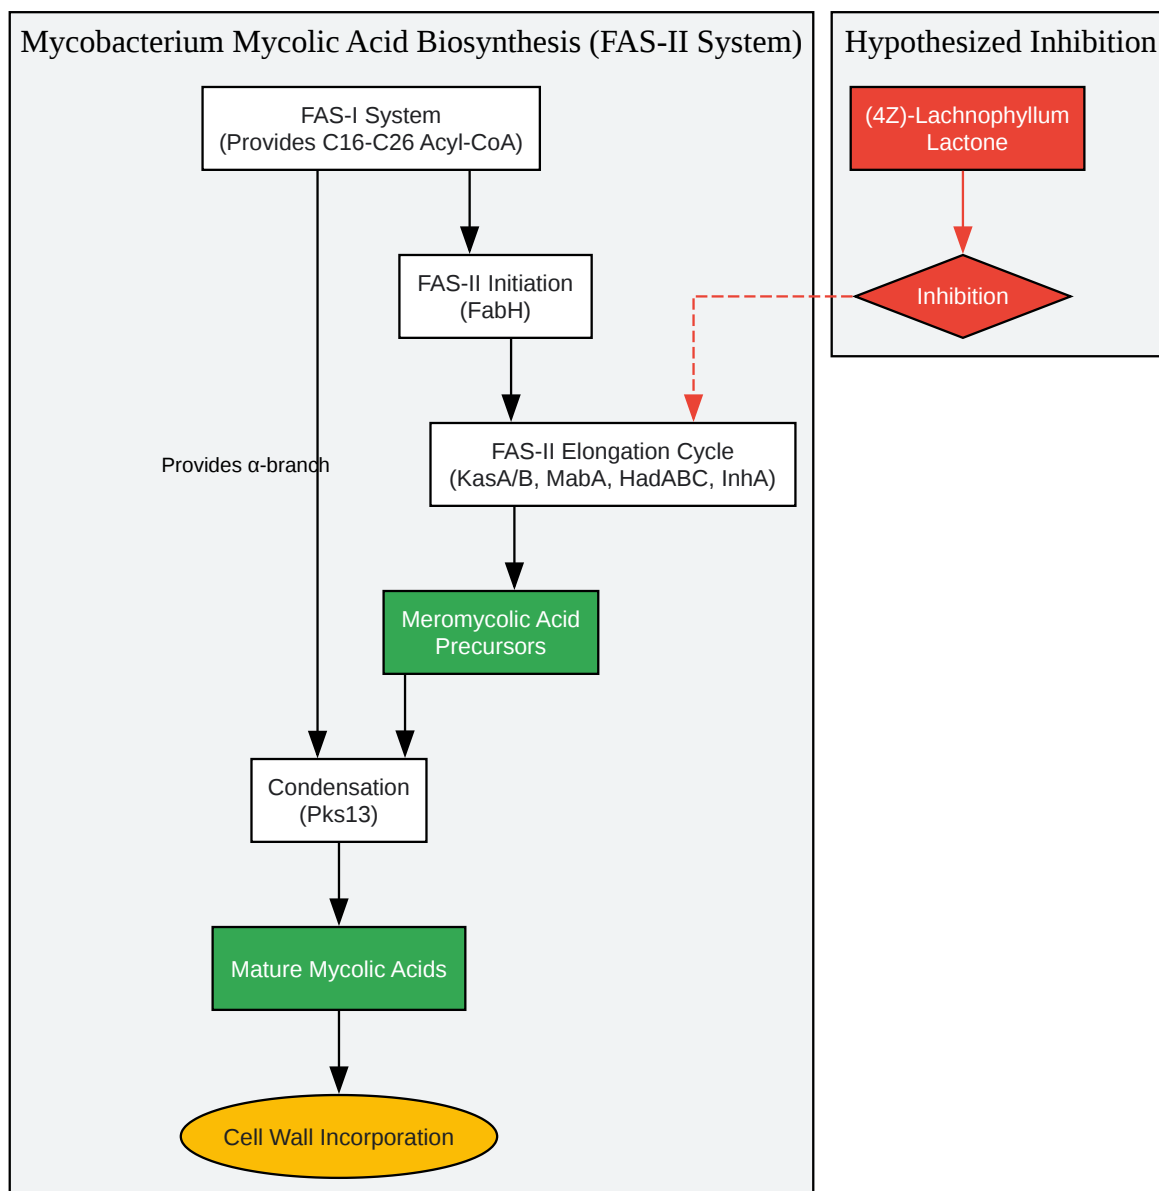 Mycobacterium Mycolic Acid Biosynthesis (FAS-II System)
Hypothesized Inhibition
FAS-I System
(Provides C16-C26 Acyl-CoA)
(4Z)-Lachnophyllum
Lactone
FAS-II Initiation
(FabH)
Inhibition
Provides α-branch
FAS-II Elongation Cycle
(KasA/B, MabA, HadABC, InhA)
Meromycolic Acid
Precursors
Condensation
(Pks13)
Mature Mycolic Acids
Cell Wall Incorporation